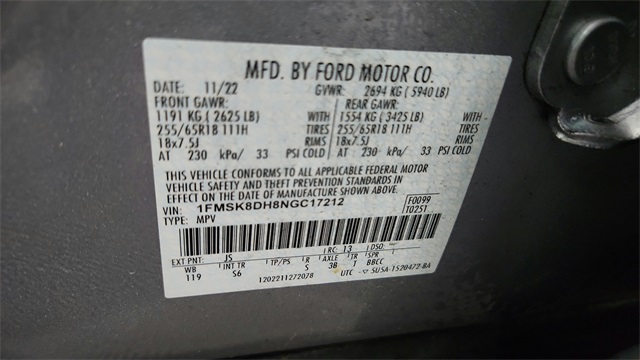 MFD. BY FORD MOTOR CO.
DATE: 11/22 GVWR: 2694 KG ( 5940 LB)
FRONT GAWR: REAR GAWR:
1191 KG ( 2625 LB) WITH 1554 KG ( 3425 LB) WITH
255/65R18 111H TIRES 255/65R18 111H TIRES
18x7.5J RIMS 18x7.5J RIMS
AT 230 kPa/ 33 PSI COLD AT 230 kPa/ 33 PSI COLD
THIS VEHICLE CONFORMS TO ALL APPLICABLE FEDERAL MOTOR
VEHICLE SAFETY AND THEFT PREVENTION STANDARDS IN
EFFECT ON THE DATE OF MANUFACTURE SHOWN ABOVE.
VIN: 1FMSK8DH8NGC17212 F0099
TYPE: MPV T0251
EXT PNT: JS RC: 13 DSO:
WB INT TR TP/PS R AXLE TR
119 S6 S 3B T BBCC
1202211272078 UTC 5U5A-1520472-BA